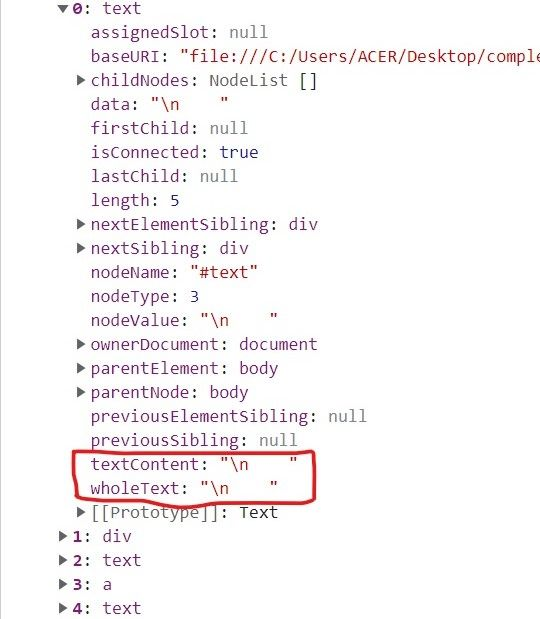 ▼0: text
assignedSlot: null
baseURI: "file:///C:/Users/ACER/Desktop/comple
▶childNodes: NodeList []
data: "\n    "
firstChild: null
isConnected: true
lastChild: null
length: 5
▶nextElementSibling: div
▶nextSibling: div
nodeName: "#text"
nodeType: 3
nodeValue: "\n    "
▶ownerDocument: document
▶parentElement: body
▶parentNode: body
previousElementSibling: null
previousSibling: null
textContent: "\n    "
wholeText: "\n    "
▶[[Prototype]]: Text
▶1: div
▶2: text
▶3: a
▶4: text